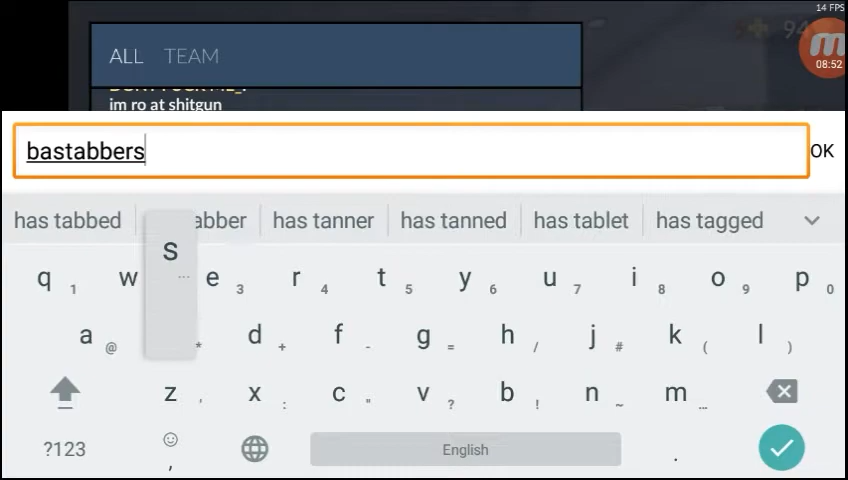 14 FPS
94
08:52
ALL TEAM
im ro at shitgun
bastabbers
OK
has tabbed abber has tanner has tanned has tablet has tagged
s
...
q 1 w e 3 r 4 t 5 y 6 u 7 i 8 o 9 p 0
a @ * d + f - g = h / j # k ( l )
z ' x : c " v ? b ! n ~ m ...
?123 , English .